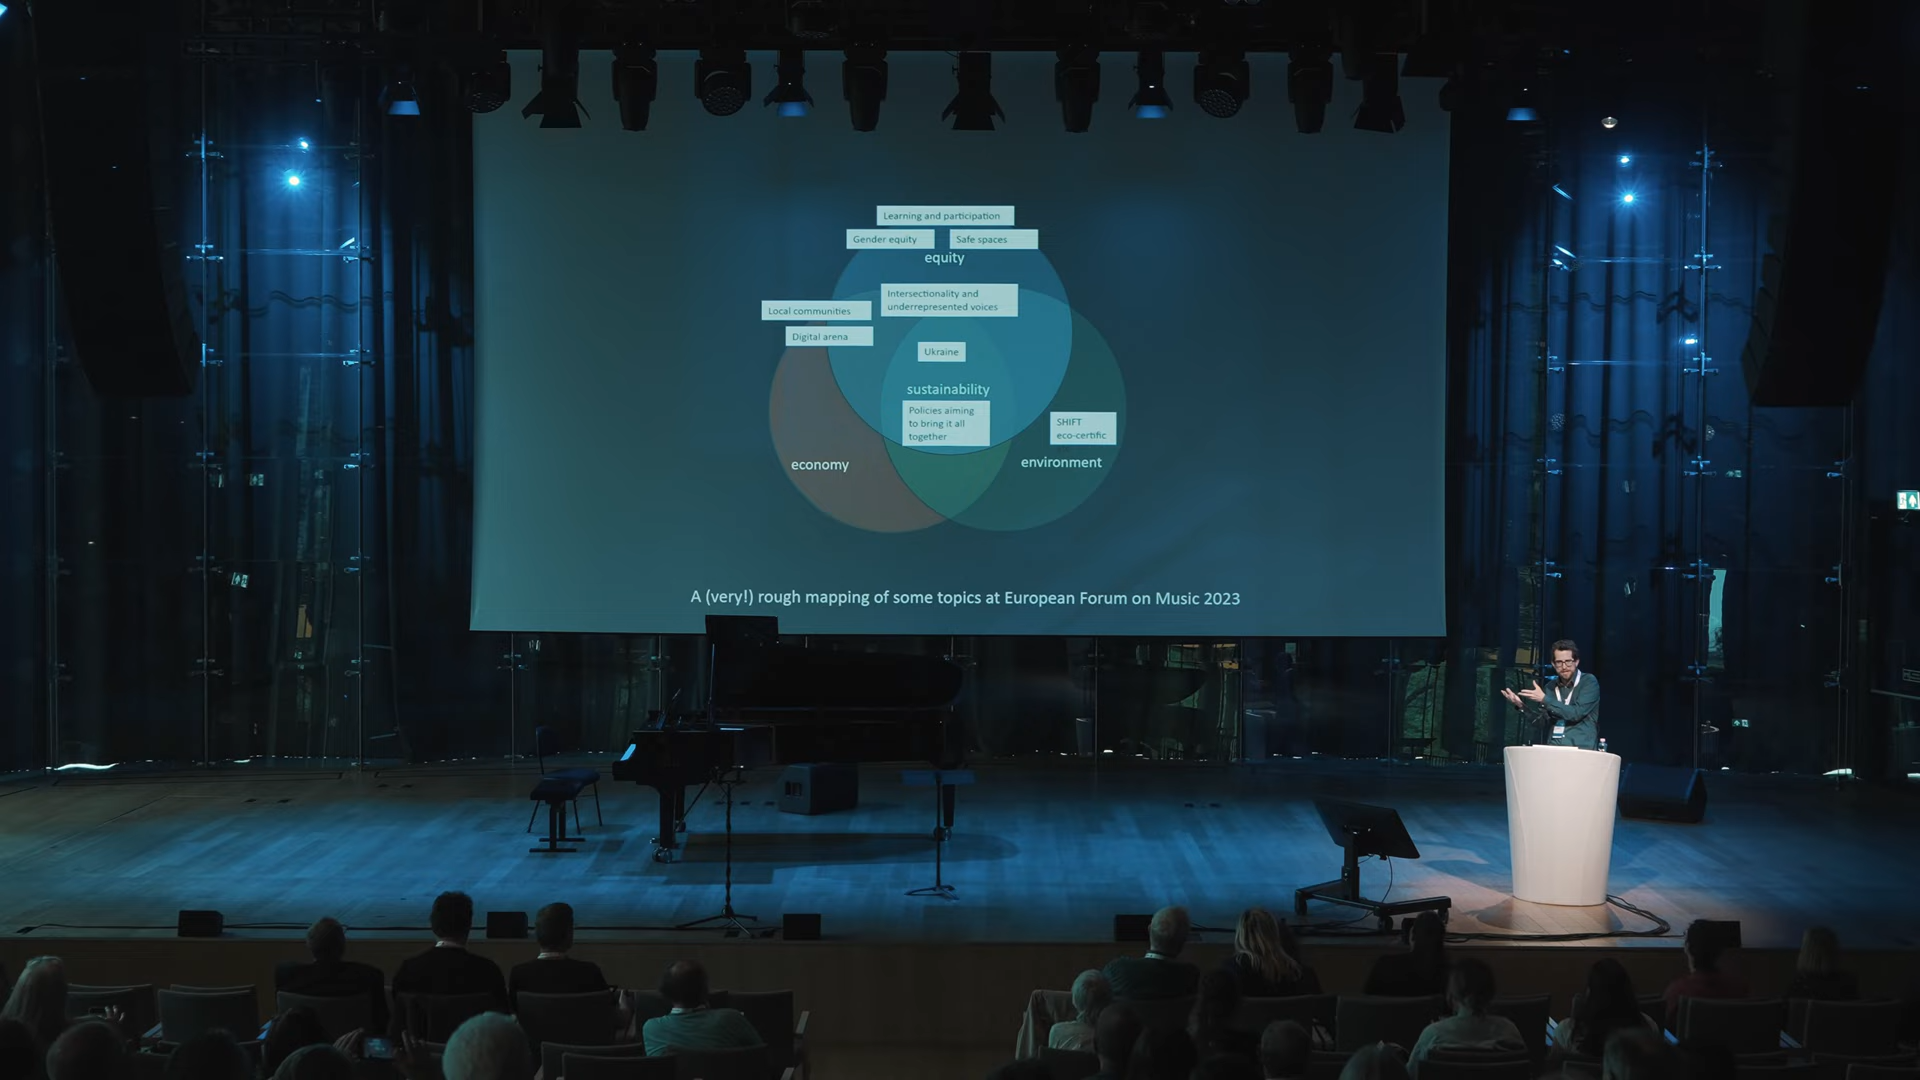 Learning and participation
Gender equity
Safe spaces
equity
Intersectionality and
underrepresented voices
Local communities
Digital arena
Ukraine
sustainability
Policies aiming
to bring it all
together
SHIFT
eco-certific
economy
environment
A (very!) rough mapping of some topics at European Forum on Music 2023